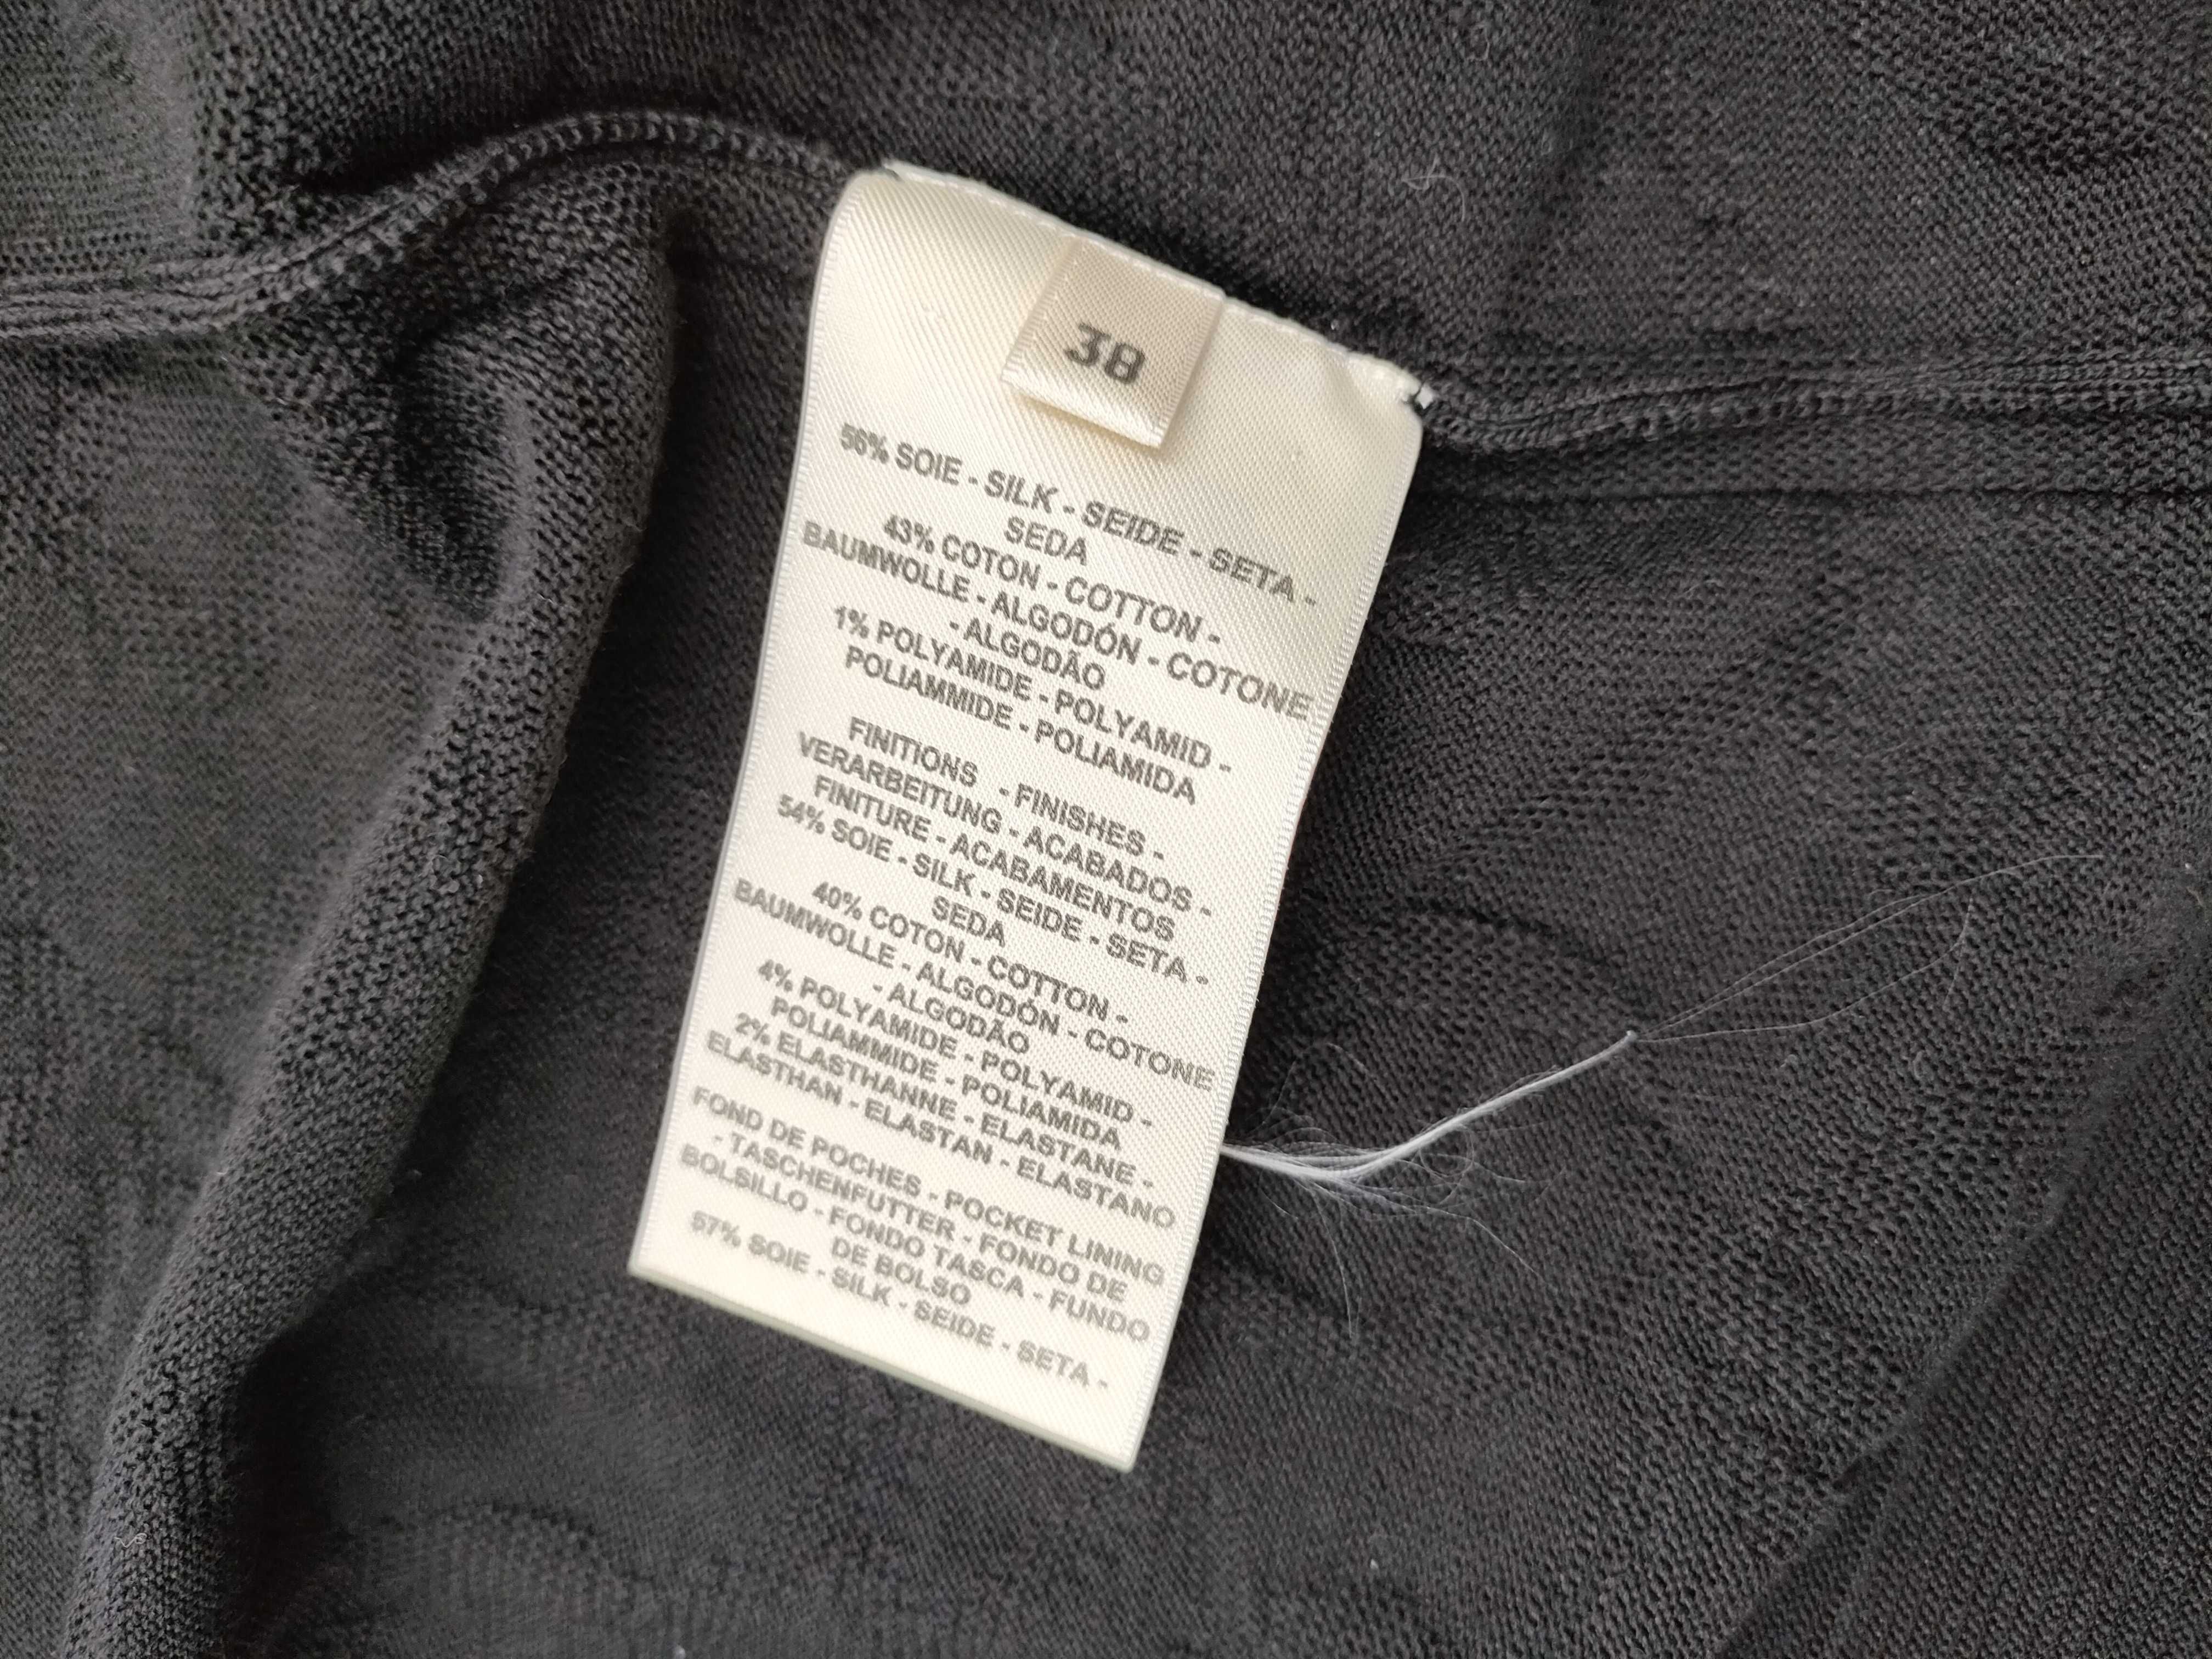 38
56% SOIE - SILK - SEIDE - SETA -
SEDA
43% COTON - COTTON -
BAUMWOLLE - ALGODÓN - COTONE
- ALGODÃO
1% POLYAMIDE - POLYAMID -
POLIAMMIDE - POLIAMIDA
FINITIONS - FINISHES -
VERARBEITUNG - ACABADOS -
FINITURE - ACABAMENTOS
54% SOIE - SILK - SEIDE - SETA -
SEDA
40% COTON - COTTON -
BAUMWOLLE - ALGODÓN - COTONE
- ALGODÃO
4% POLYAMIDE - POLYAMID -
POLIAMMIDE - POLIAMIDA
2% ELASTHANNE - ELASTANE -
ELASTHAN - ELASTAN - ELASTANO
FOND DE POCHES - POCKET LINING
- TASCHENFUTTER - FONDO DE
BOLSILLO - FONDO TASCA - FUNDO
DE BOLSO
57% SOIE - SILK - SEIDE - SETA -